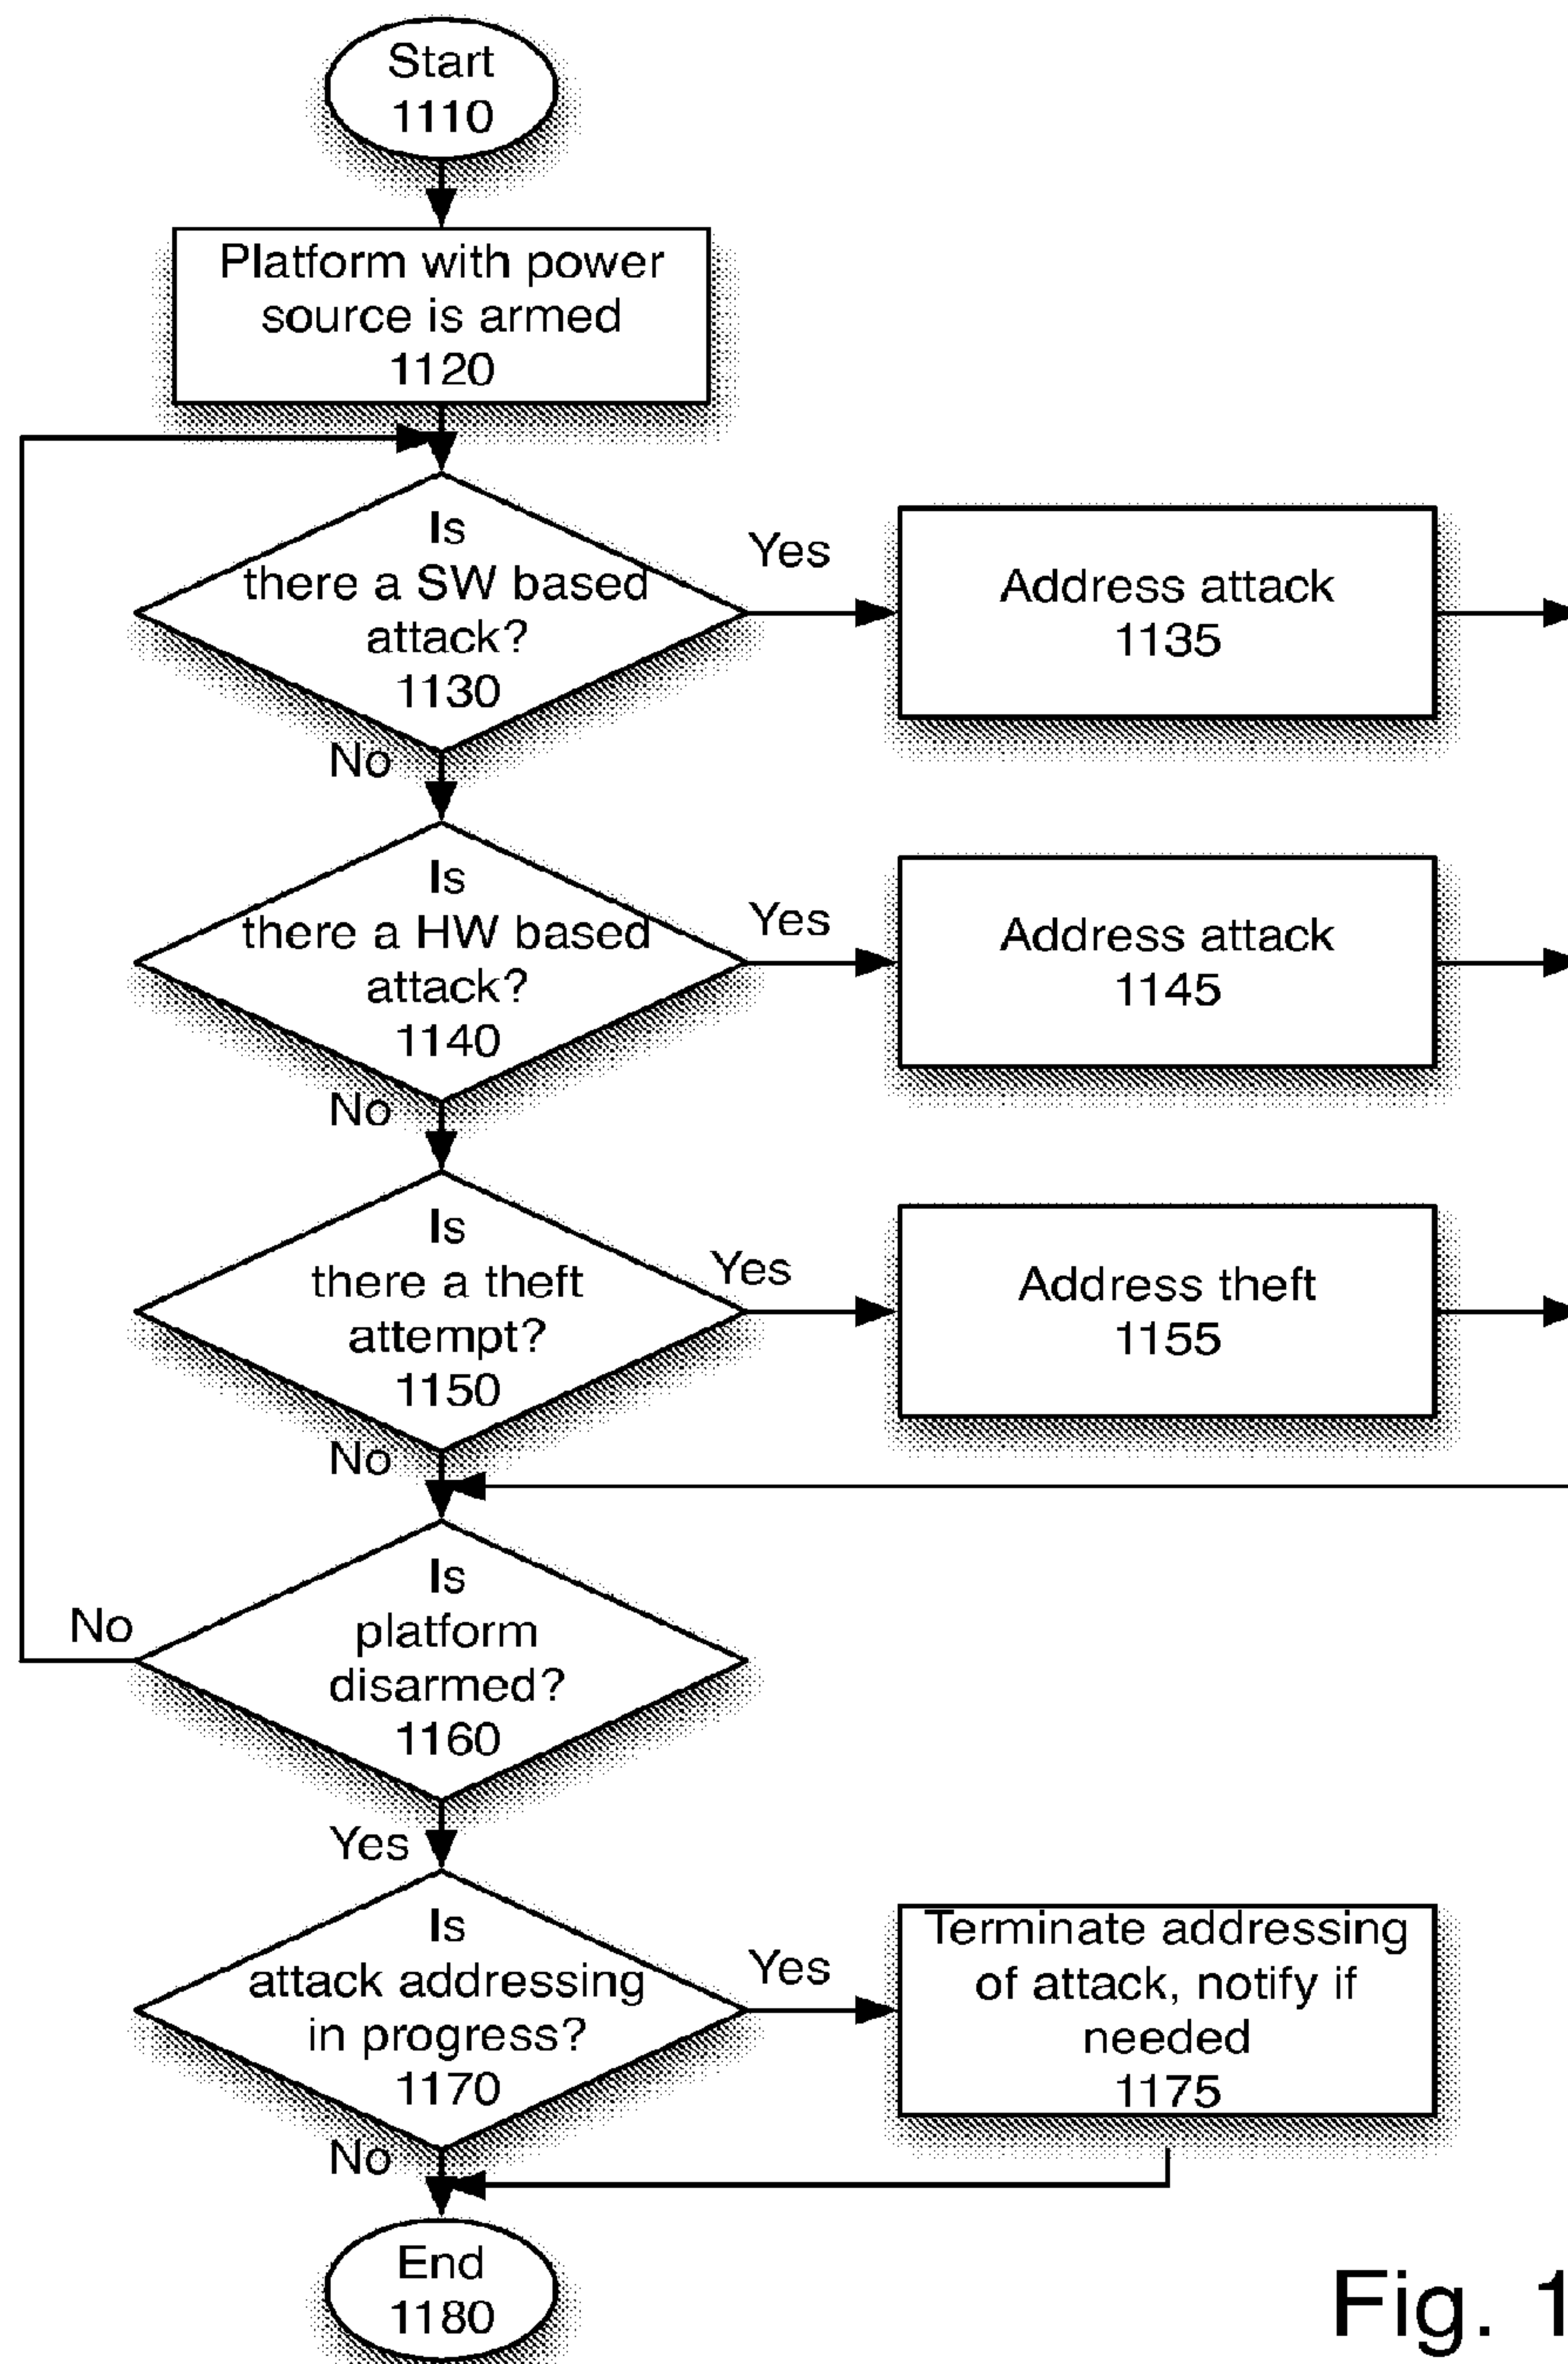 Start
1110
Platform with power
source is armed
1120
Is
there a SW based
attack?
1130
Yes
Address attack
1135
No
Is
there a HW based
attack?
1140
Yes
Address attack
1145
No
Is
there a theft
attempt?
1150
Yes
Address theft
1155
No
Is
platform
disarmed?
1160
No
Yes
Is
attack addressing
in progress?
1170
Yes
Terminate addressing
of attack, notify if
needed
1175
No
End
1180
Fig. 1